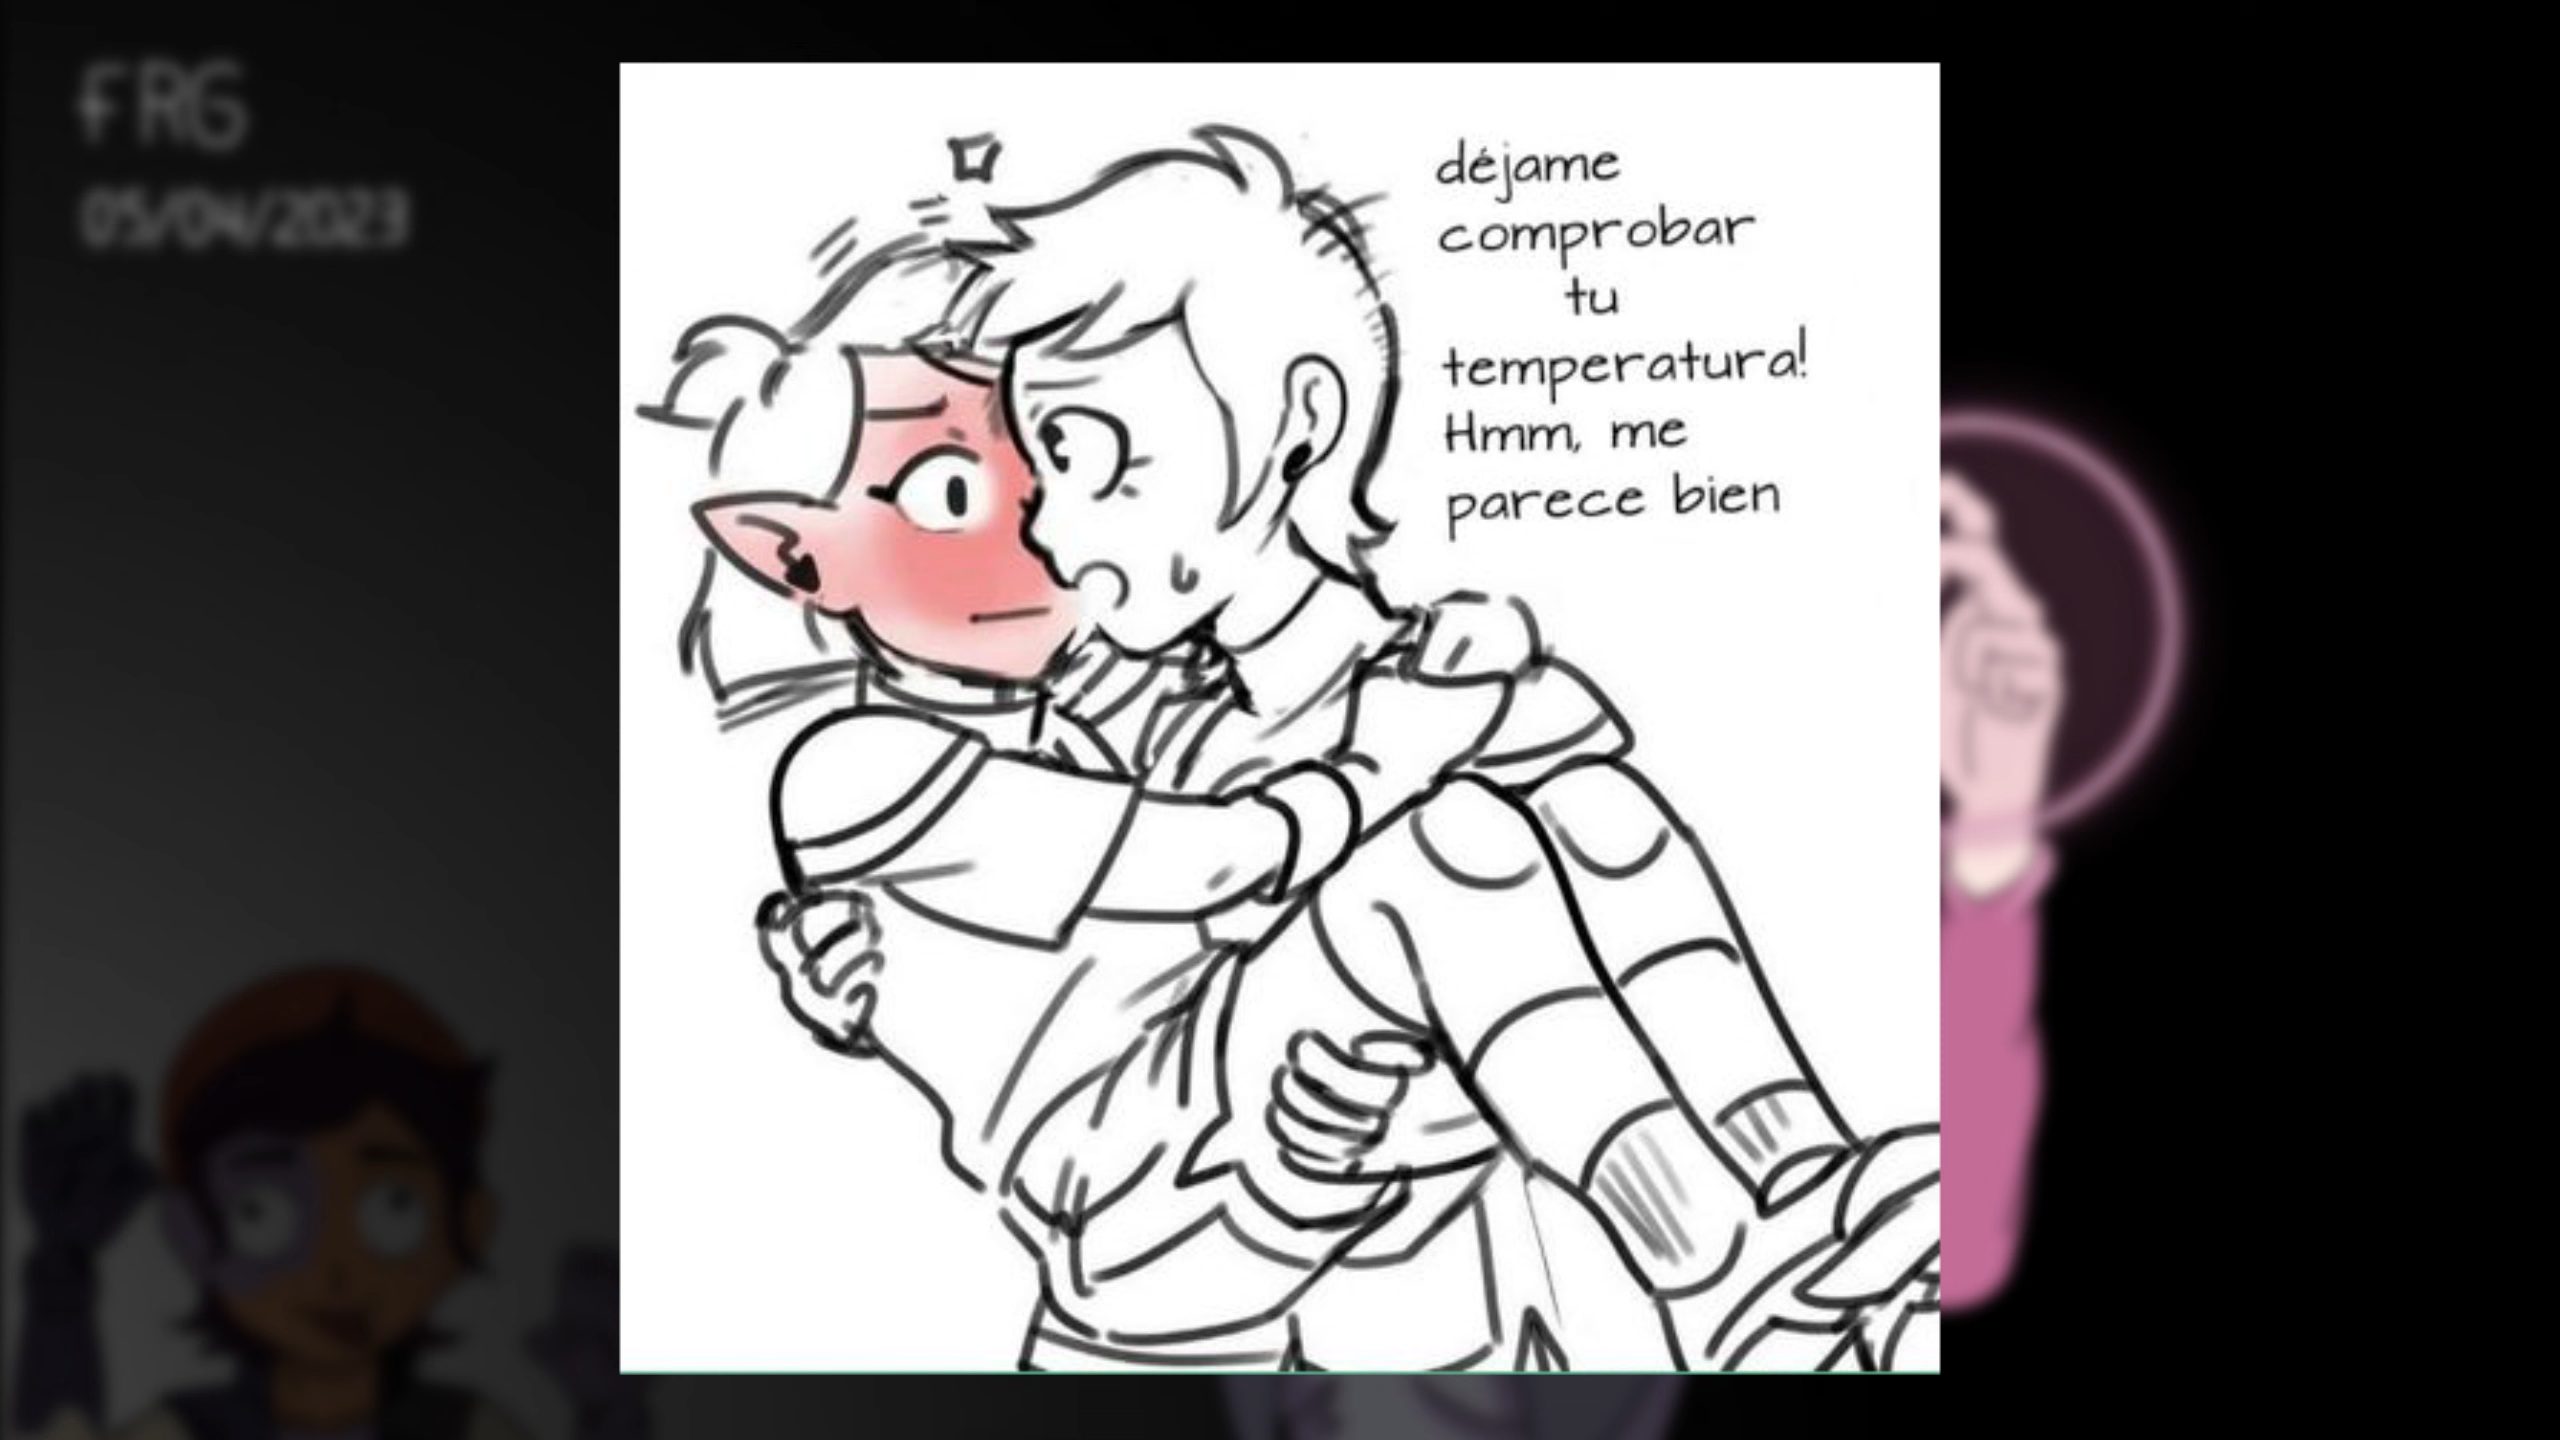 FRG
05/04/2023
déjame
comprobar
tu
temperatura!
Hmm, me
parece bien